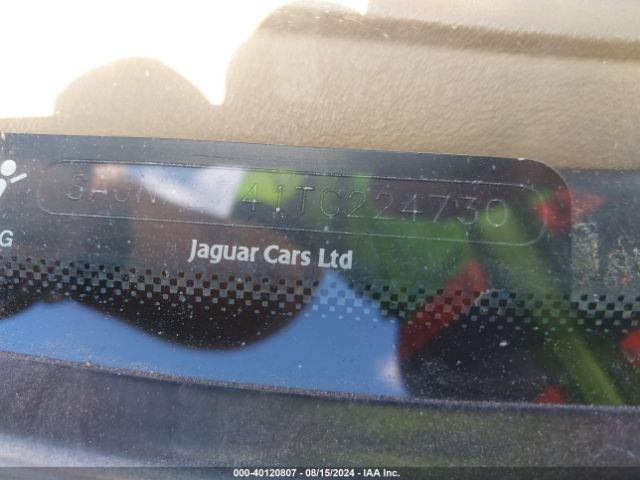 41TC224730
G
Jaguar Cars Ltd
000-40120807 - 08/15/2024 - IAA Inc.